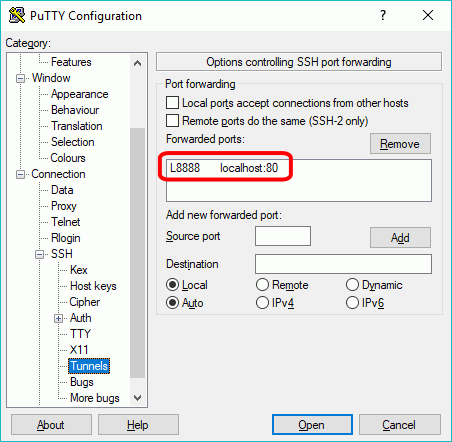 PuTTY Configuration
Category:
Features
Window
Appearance
Behaviour
Translation
Selection
Colours
Connection
Data
Proxy
Telnet
Rlogin
SSH
Kex
Host keys
Cipher
Auth
TTY
X11
Tunnels
Bugs
More bugs
Options controlling SSH port forwarding
Port forwarding
Local ports accept connections from other hosts
Remote ports do the same (SSH-2 only)
Forwarded ports:
Remove
L8888 localhost:80
Add new forwarded port:
Source port
Add
Destination
Local Remote Dynamic
Auto IPv4 IPv6
About Help Open Cancel